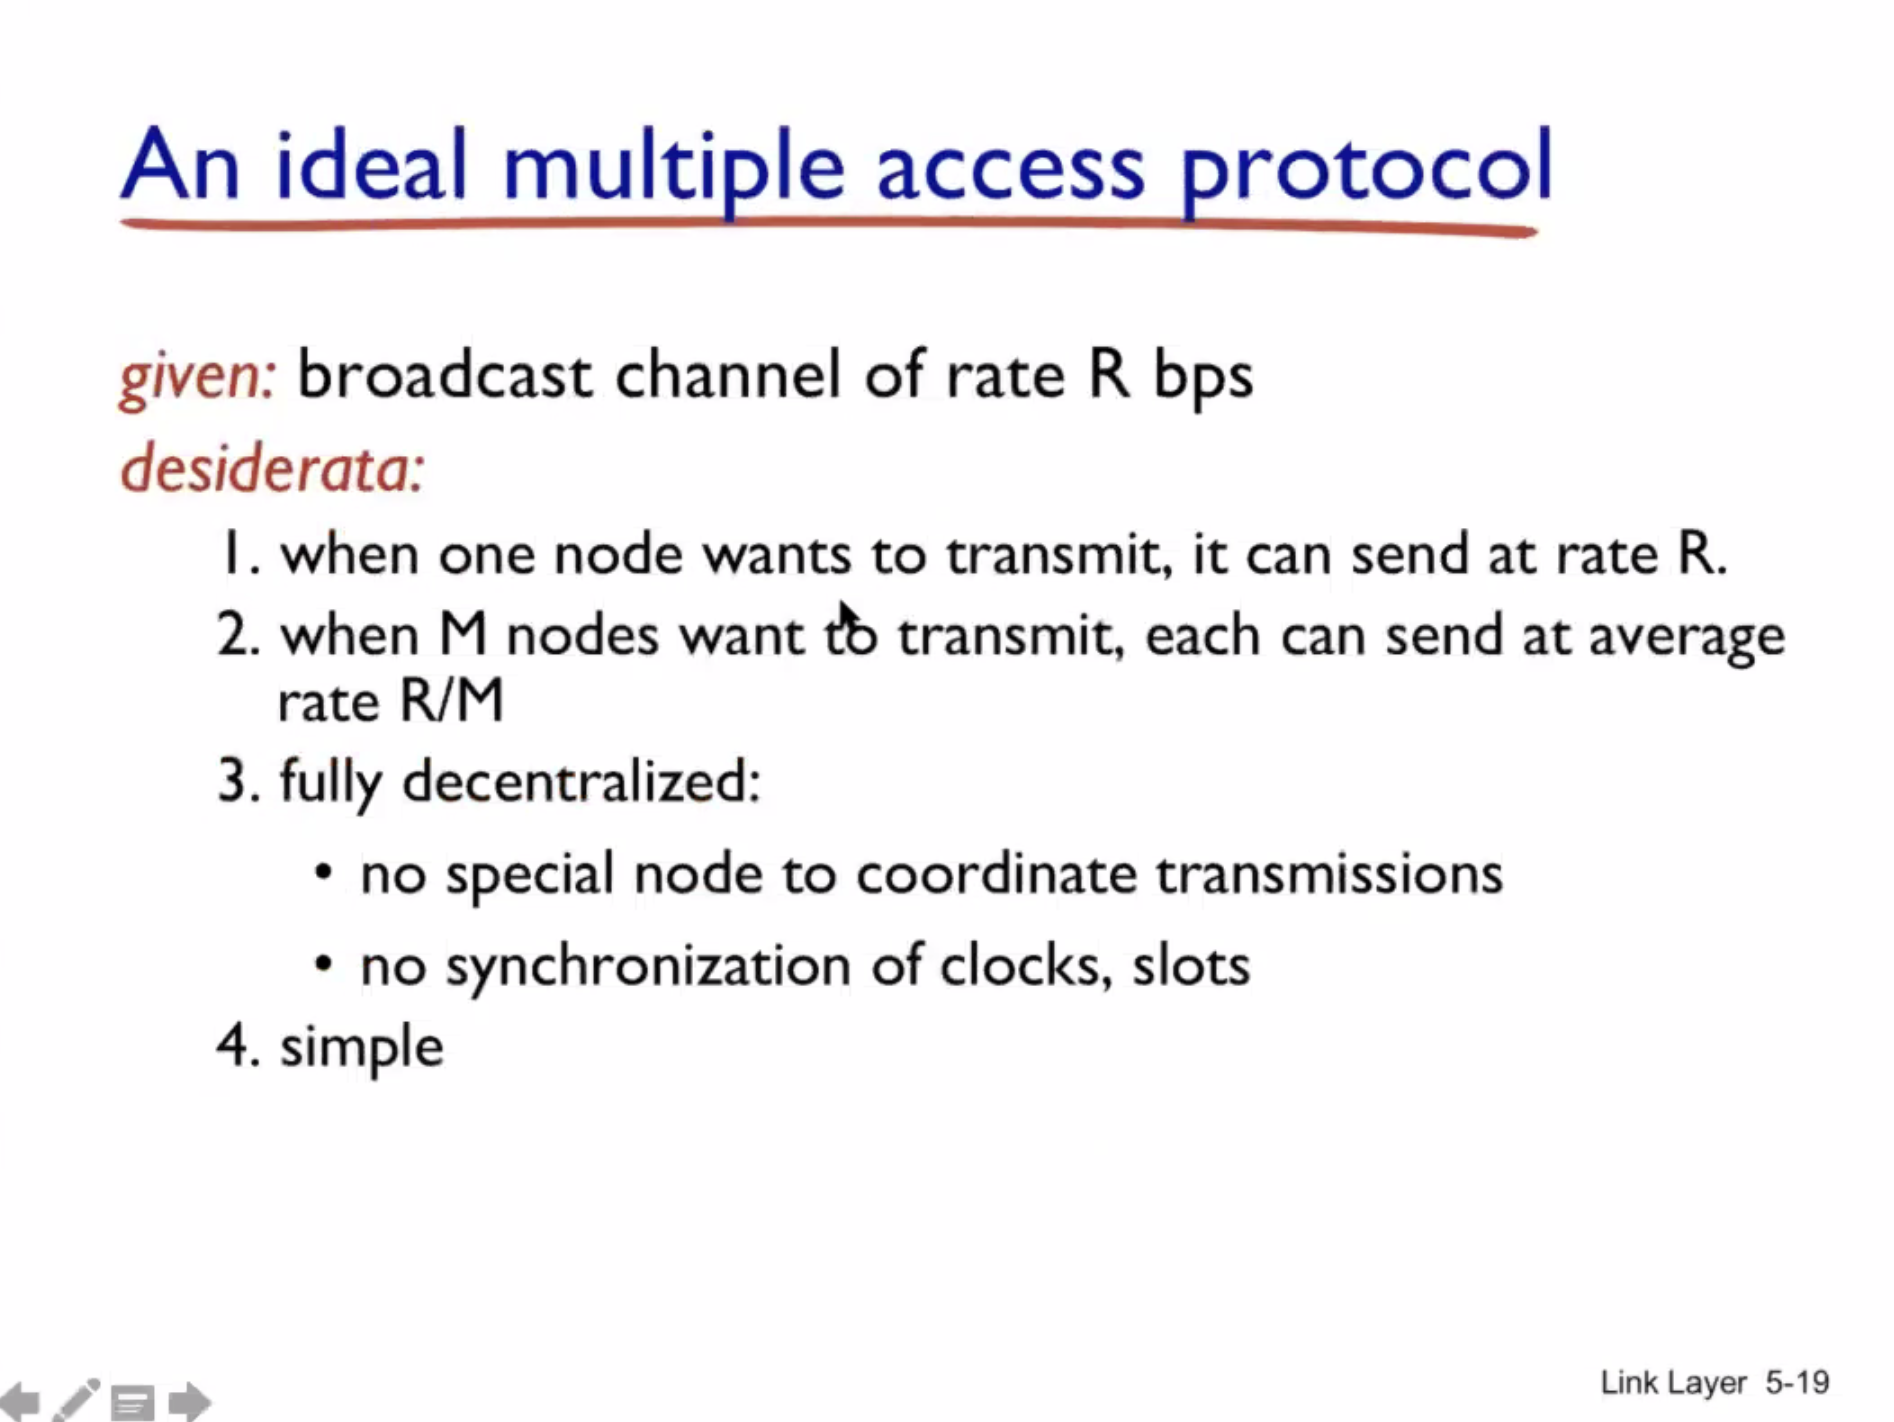 An ideal multiple access protocol
given: broadcast channel of rate R bps
desiderata:
1. when one node wants to transmit, it can send at rate R.
2. when M nodes want to transmit, each can send at average
rate R/M
3. fully decentralized:
• no special node to coordinate transmissions
• no synchronization of clocks, slots
4. simple
Link Layer 5-19